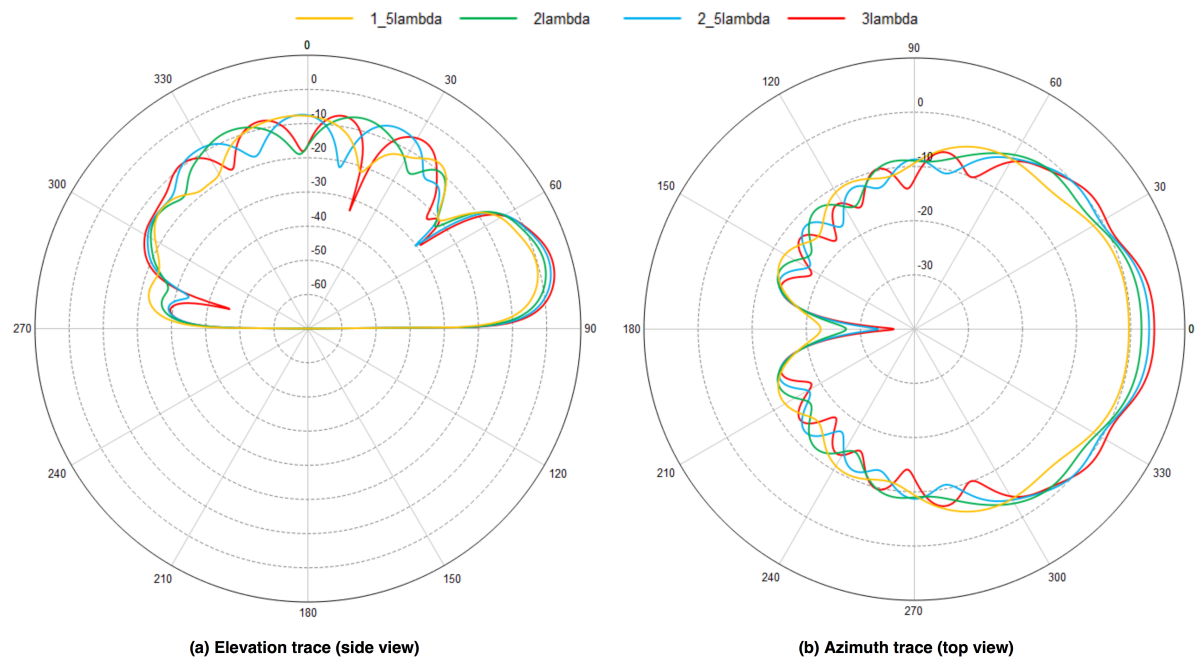 1_5lambda 2lambda 2_5lambda 3lambda
0 90
330 30 120 60
0 0
-10 -10
-20
300 60 150 30
-30 -20
-40
-50 -30
-60
270 90 180 0
240 120 210 330
210 150 240 300
180 270
(a) Elevation trace (side view) (b) Azimuth trace (top view)